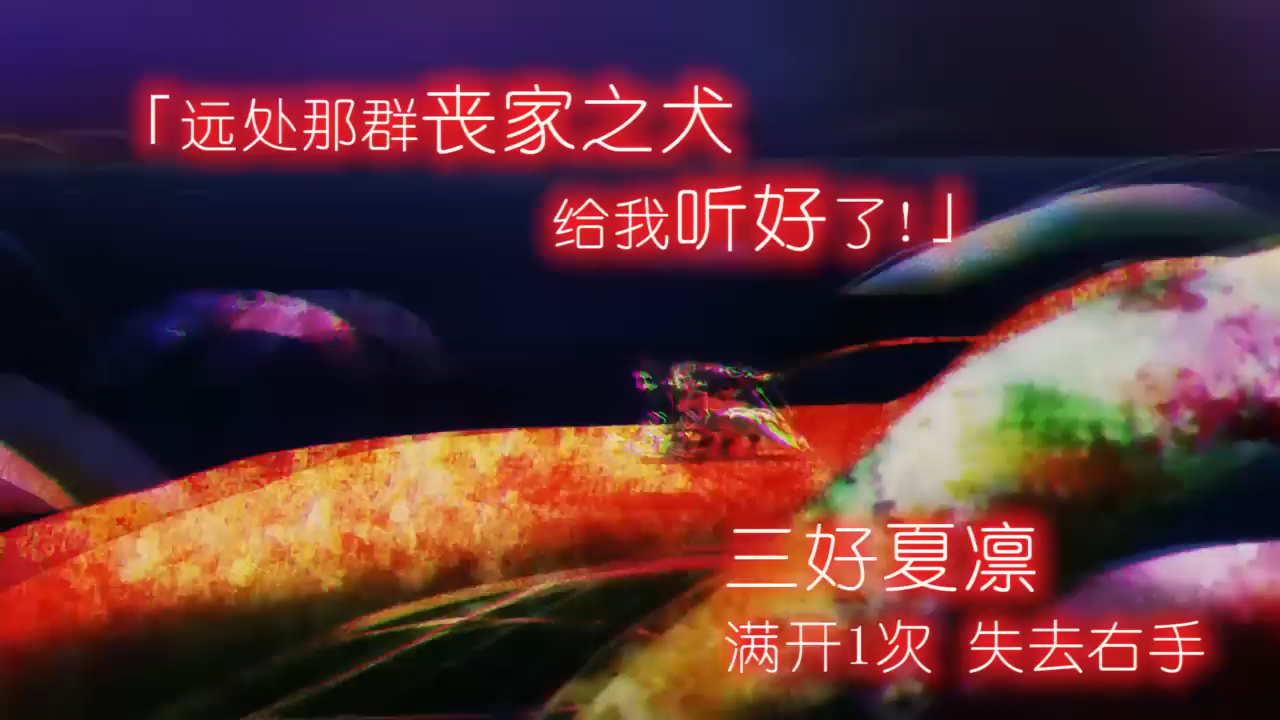 「远处那群丧家之犬
给我听好了！」
三好夏凛
满开1次 失去右手